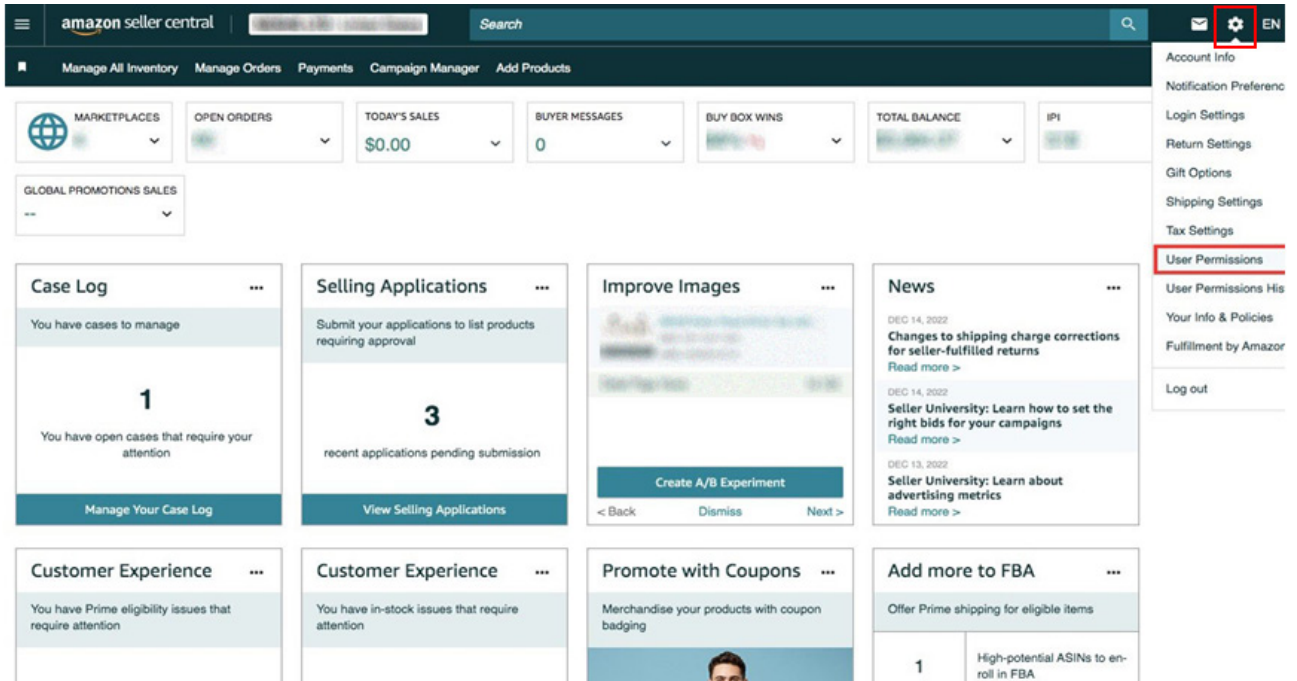 amazon seller central
Search
EN
Manage All Inventory Manage Orders Payments Campaign Manager Add Products
Account Info
Notification Preferenc
Login Settings
Return Settings
Gift Options
Shipping Settings
Tax Settings
User Permissions
User Permissions His
Your Info & Policies
Fulfillment by Amazon
Log out
MARKETPLACES
OPEN ORDERS
TODAY'S SALES
$0.00
BUYER MESSAGES
0
BUY BOX WINS
TOTAL BALANCE
IPI
GLOBAL PROMOTIONS SALES
--
Case Log
You have cases to manage
1
You have open cases that require your
attention
Manage Your Case Log
Selling Applications
Submit your applications to list products
requiring approval
3
recent applications pending submission
View Selling Applications
Improve Images
Create A/B Experiment
< Back Dismiss Next >
News
DEC 14, 2022
Changes to shipping charge corrections
for seller-fulfilled returns
Read more >
DEC 14, 2022
Seller University: Learn how to set the
right bids for your campaigns
Read more >
DEC 13, 2022
Seller University: Learn about
advertising metrics
Read more >
Customer Experience
You have Prime eligibility issues that
require attention
Customer Experience
You have in-stock issues that require
attention
Promote with Coupons
Merchandise your products with coupon
badging
Add more to FBA
Offer Prime shipping for eligible items
1
High-potential ASINs to en-
roll in FBA